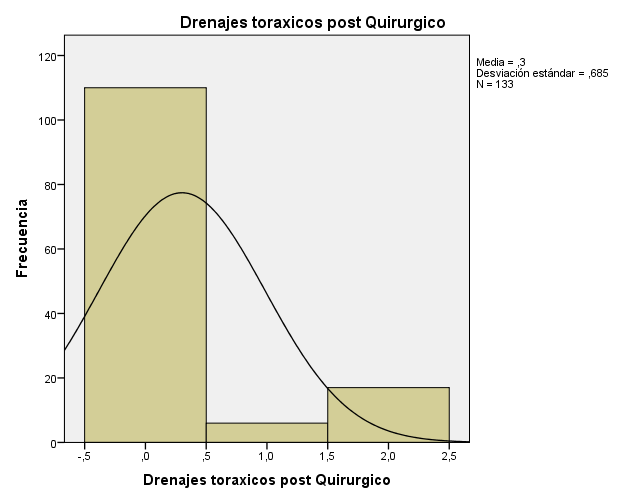 Drenajes toraxicos post Quirurgico
Media = ,3
Desviación estándar = ,685
N = 133
Frecuencia
120
100
80
60
40
20
0
-,5 ,0 ,5 1,0 1,5 2,0 2,5
Drenajes toraxicos post Quirurgico